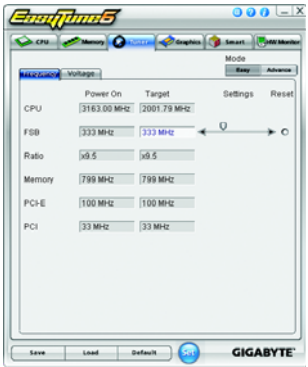 EasyTune6
CPU Memory Tuner Graphics Smart HW Monitor
Mode
Easy Advance
Frequency Voltage
Power On Target Settings Reset
CPU 3163.00 MHz 2001.79 MHz
FSB 333 MHz 333 MHz
Ratio x9.5 x9.5
Memory 799 MHz 799 MHz
PCI-E 100 MHz 100 MHz
PCI 33 MHz 33 MHz
Save Load Default Set GIGABYTE